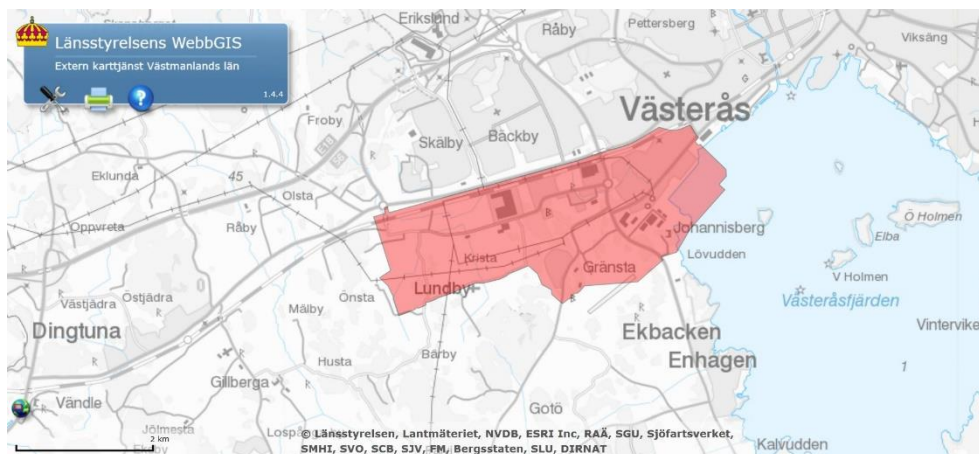 Länsstyrelsens WebbGIS
Extern karttjänst Västmanlands län
1.4.4
Erikslund
Råby
Pettersberg
Viksäng
Västerås
Froby
Skälby
Bäckby
Eklunda
45
Olsta
Oppvreta
Råby
Johannisberg
Ö Holmen
Elba
Krista
Gränsta
Lövudden
V Holmen
Lundby
Önsta
Västeråsfjärden
Västjädra
Östjädra
Mälby
Dingtuna
Ekbacken
Vintervike
Husta
Bärby
Enhagen
1
Gillberga
Vändle
Gotö
Jölmesta
2 km
Kalvudden
© Länsstyrelsen, Lantmäteriet, NVDB, ESRI Inc, RAÄ, SGU, Sjöfartsverket,
SMHI, SVO, SCB, SJV, FM, Bergsstaten, SLU, DIRNAT